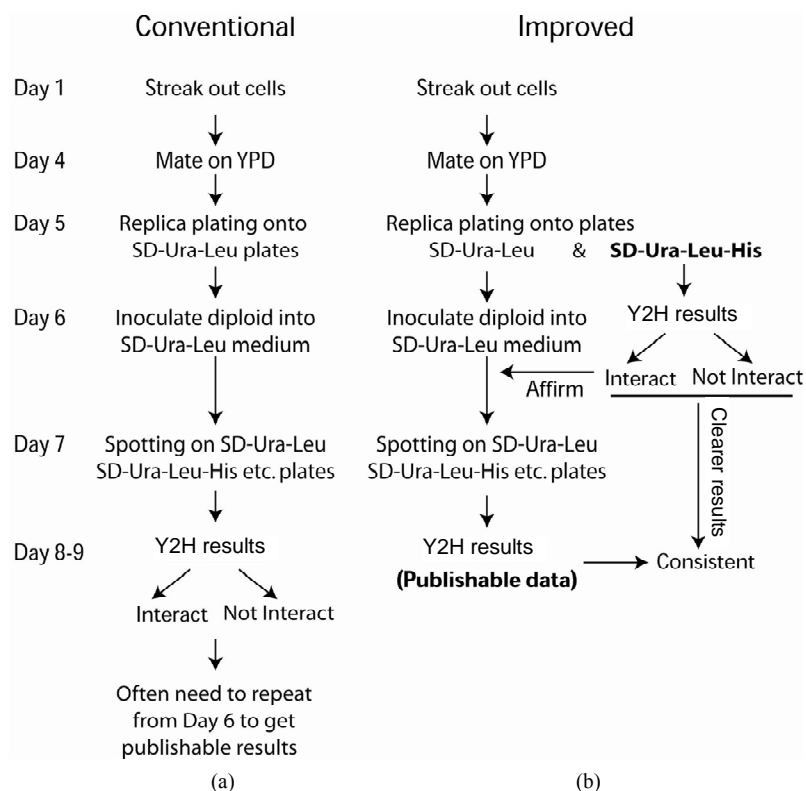 Conventional
Improved
Day 1
Streak out cells
Streak out cells
Day 4
Mate on YPD
Mate on YPD
Day 5
Replica plating onto
SD-Ura-Leu plates
Replica plating onto plates
SD-Ura-Leu & SD-Ura-Leu-His
Day 6
Inoculate diploid into
SD-Ura-Leu medium
Inoculate diploid into
SD-Ura-Leu medium
Y2H results
Interact Not Interact
Affirm
Clearer results
Day 7
Spotting on SD-Ura-Leu
SD-Ura-Leu-His etc. plates
Spotting on SD-Ura-Leu
SD-Ura-Leu-His etc. plates
Day 8-9
Y2H results
Y2H results
(Publishable data)
Consistent
Interact Not Interact
Often need to repeat
from Day 6 to get
publishable results
(a)
(b)